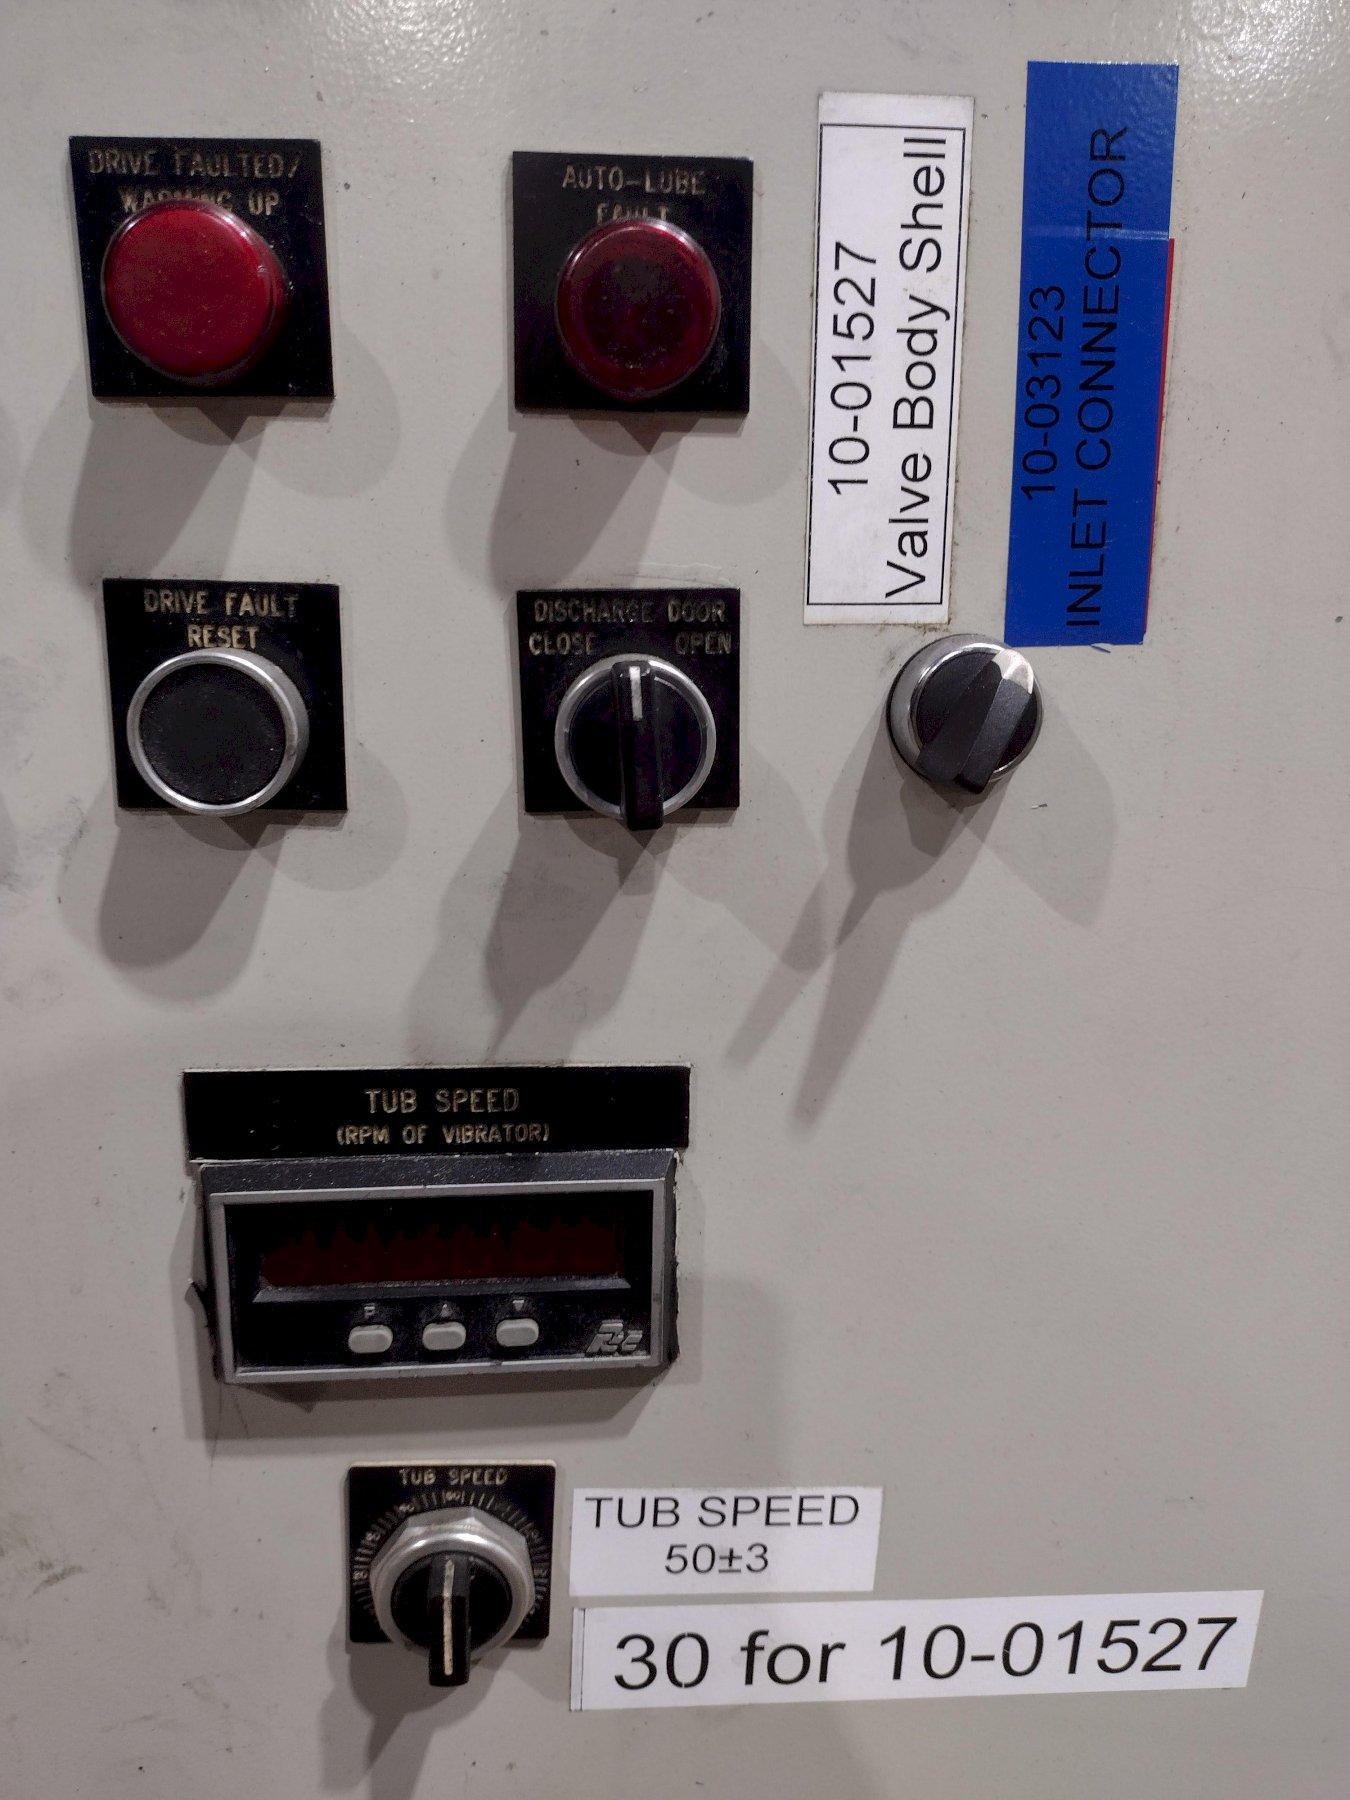 DRIVE FAULTED/
WARMING UP
AUTO-LUBE
FAULT
10-01527
Valve Body Shell
10-03123
INLET CONNECTOR
DRIVE FAULT
RESET
DISCHARGE DOOR
CLOSE OPEN
TUB SPEED
(RPM OF VIBRATOR)
P
TUB SPEED
TUB SPEED
50±3
30 for 10-01527